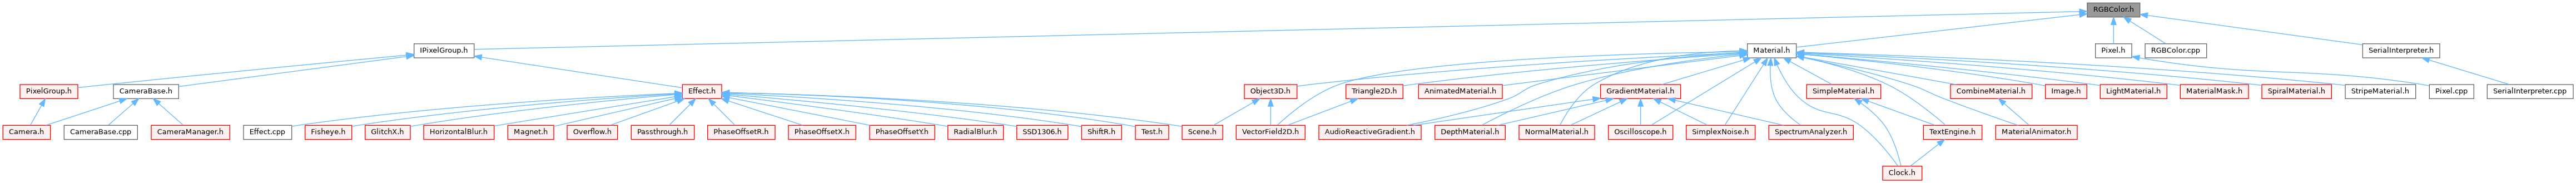 RGBColor.h
IPixelGroup.h
Material.h
Pixel.h
RGBColor.cpp
SerialInterpreter.h
PixelGroup.h
CameraBase.h
Effect.h
Object3D.h
Triangle2D.h
AnimatedMaterial.h
GradientMaterial.h
SimpleMaterial.h
CombineMaterial.h
Image.h
LightMaterial.h
MaterialMask.h
SpiralMaterial.h
StripeMaterial.h
Pixel.cpp
SerialInterpreter.cpp
Camera.h
CameraBase.cpp
CameraManager.h
Effect.cpp
Fisheye.h
GlitchX.h
HorizontalBlur.h
Magnet.h
Overflow.h
Passthrough.h
PhaseOffsetR.h
PhaseOffsetX.h
PhaseOffsetY.h
RadialBlur.h
SSD1306.h
ShiftR.h
Test.h
Scene.h
VectorField2D.h
AudioReactiveGradient.h
DepthMaterial.h
NormalMaterial.h
Oscilloscope.h
SimplexNoise.h
SpectrumAnalyzer.h
TextEngine.h
MaterialAnimator.h
Clock.h